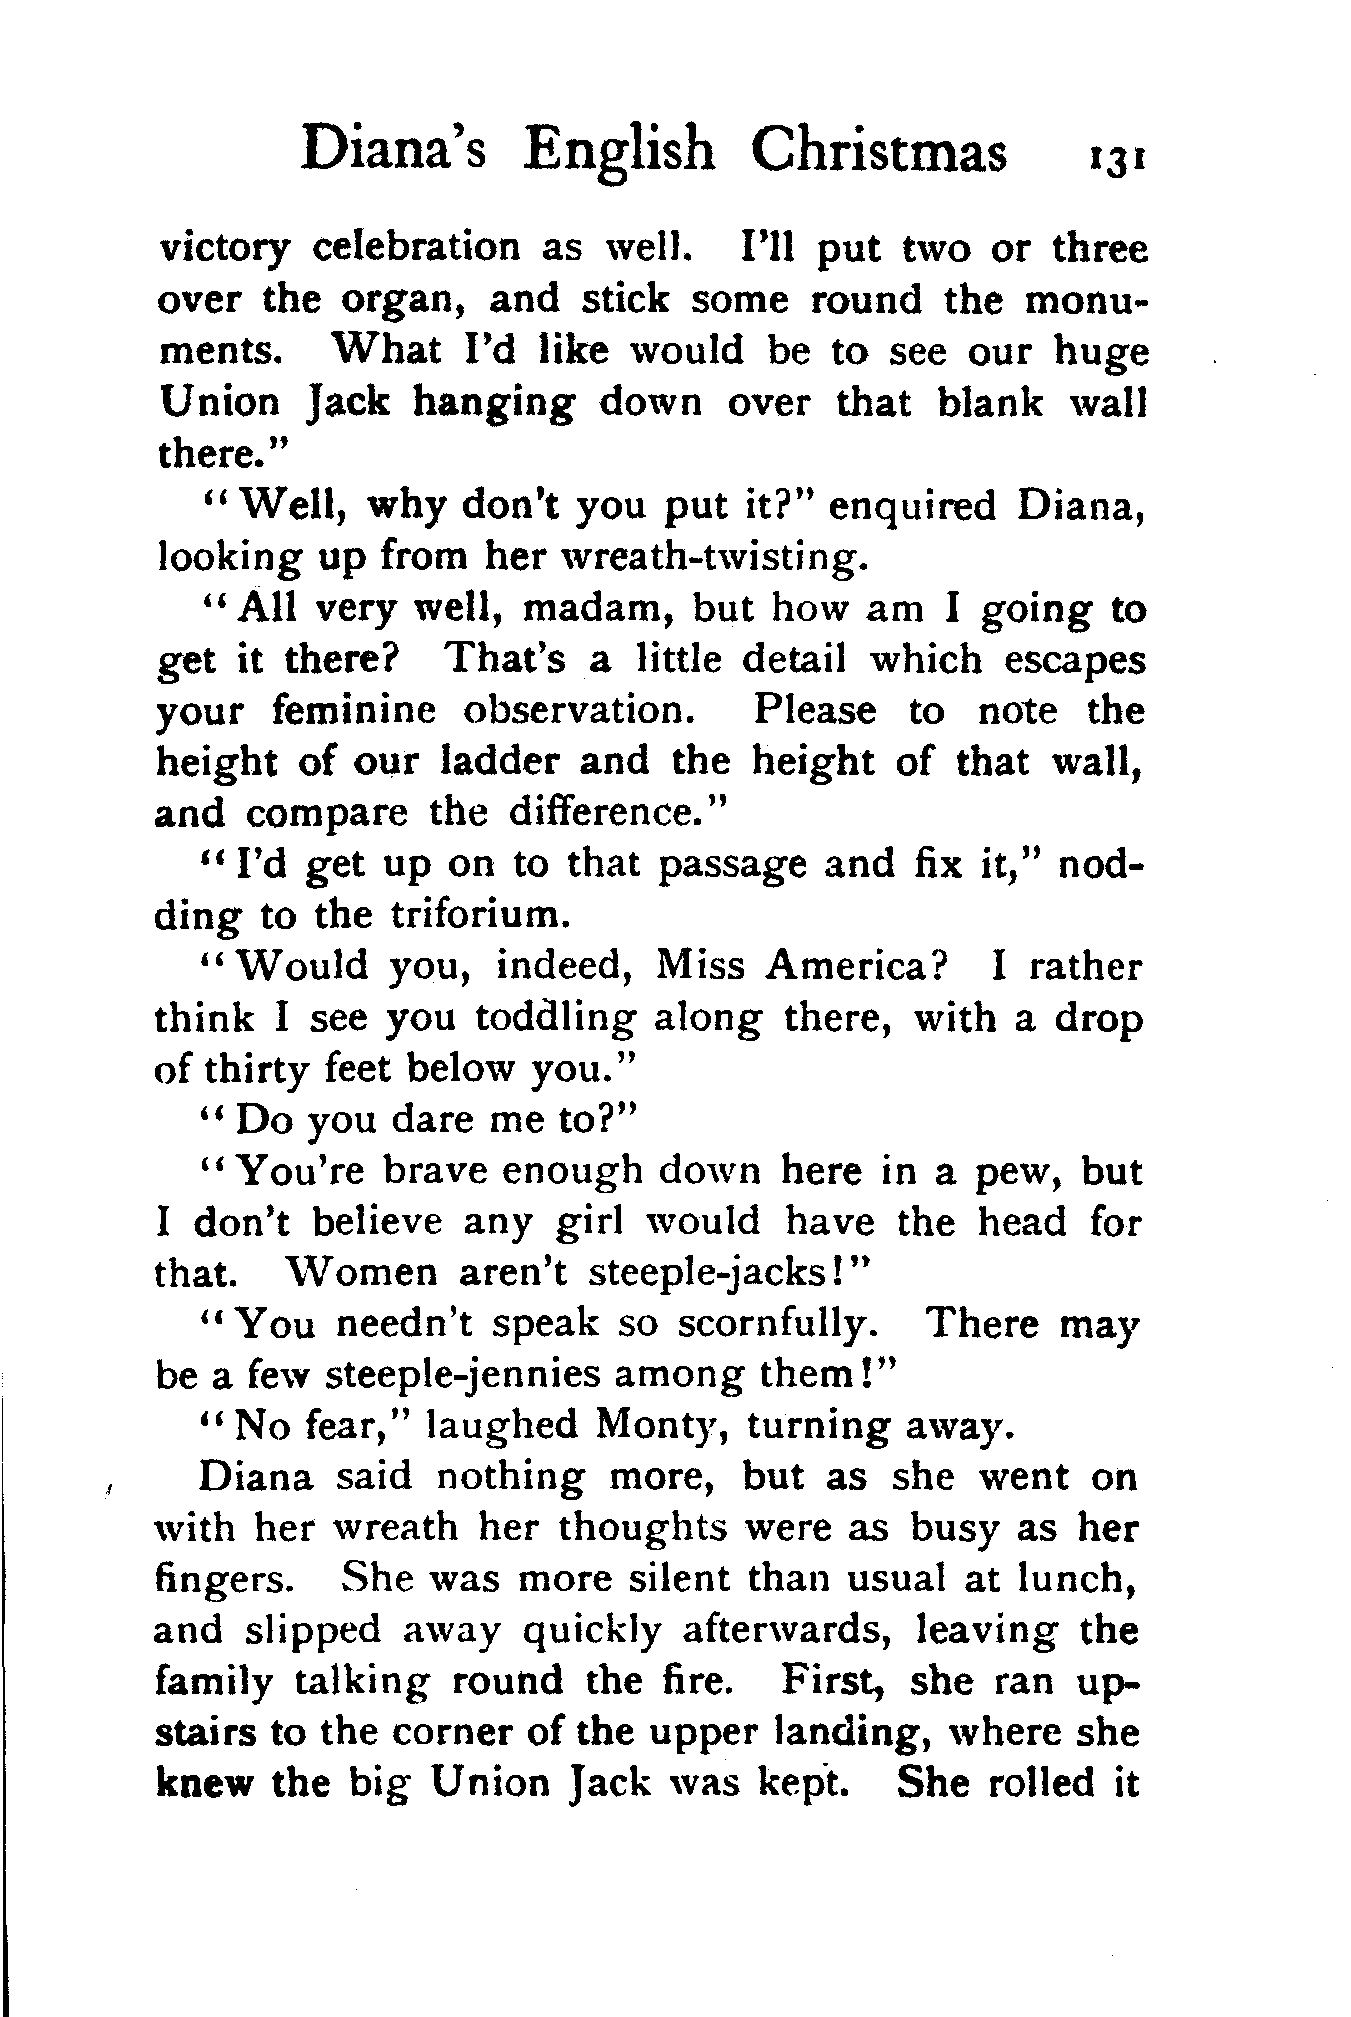 Diana's English Christmas 131
victory celebration as well. I'll put two or three
over the organ, and stick some round the monu-
ments. What I'd like would be to see our huge
Union Jack hanging down over that blank wall
there."
"Well, why don't you put it?" enquired Diana,
looking up from her wreath-twisting.
"All very well, madam, but how am I going to
get it there? That's a little detail which escapes
your feminine observation. Please to note the
height of our ladder and the height of that wall,
and compare the difference."
"I'd get up on to that passage and fix it," nod-
ding to the triforium.
"Would you, indeed, Miss America? I rather
think I see you toddling along there, with a drop
of thirty feet below you."
"Do you dare me to?"
"You're brave enough down here in a pew, but
I don't believe any girl would have the head for
that. Women aren't steeple-jacks!"
"You needn't speak so scornfully. There may
be a few steeple-jennies among them!"
"No fear," laughed Monty, turning away.
Diana said nothing more, but as she went on
with her wreath her thoughts were as busy as her
fingers. She was more silent than usual at lunch,
and slipped away quickly afterwards, leaving the
family talking round the fire. First, she ran up-
stairs to the corner of the upper landing, where she
knew the big Union Jack was kept. She rolled it